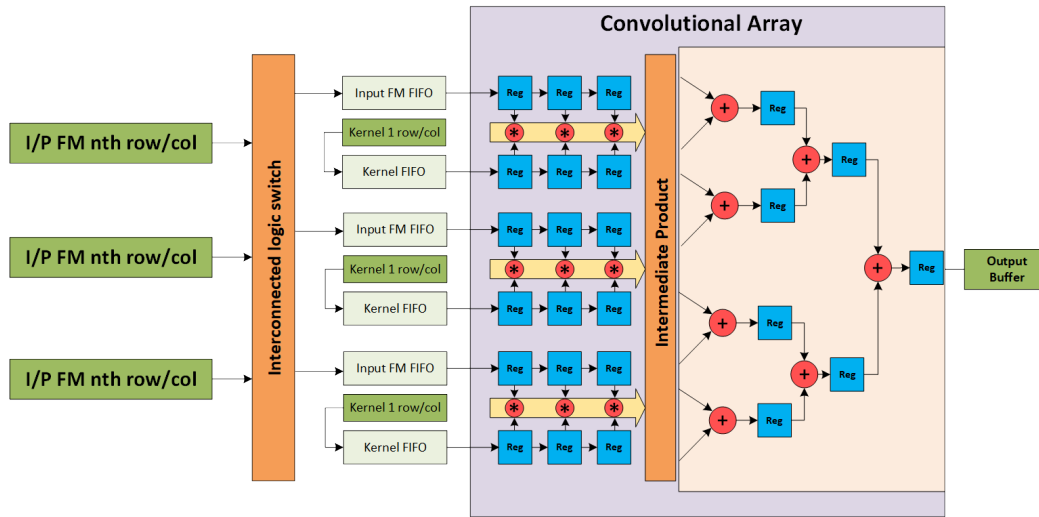 Convolutional Array
I/P FM nth row/col
I/P FM nth row/col
I/P FM nth row/col
Interconnected logic switch
Input FM FIFO
Kernel 1 row/col
Kernel FIFO
Input FM FIFO
Kernel 1 row/col
Kernel FIFO
Input FM FIFO
Kernel 1 row/col
Kernel FIFO
Reg Reg Reg
* * *
Reg Reg Reg
Reg Reg Reg
* * *
Reg Reg Reg
Reg Reg Reg
* * *
Reg Reg Reg
Intermediate Product
+ Reg
+ Reg
+ Reg
+ Reg
+ Reg
+ Reg
+ Reg
Output
Buffer